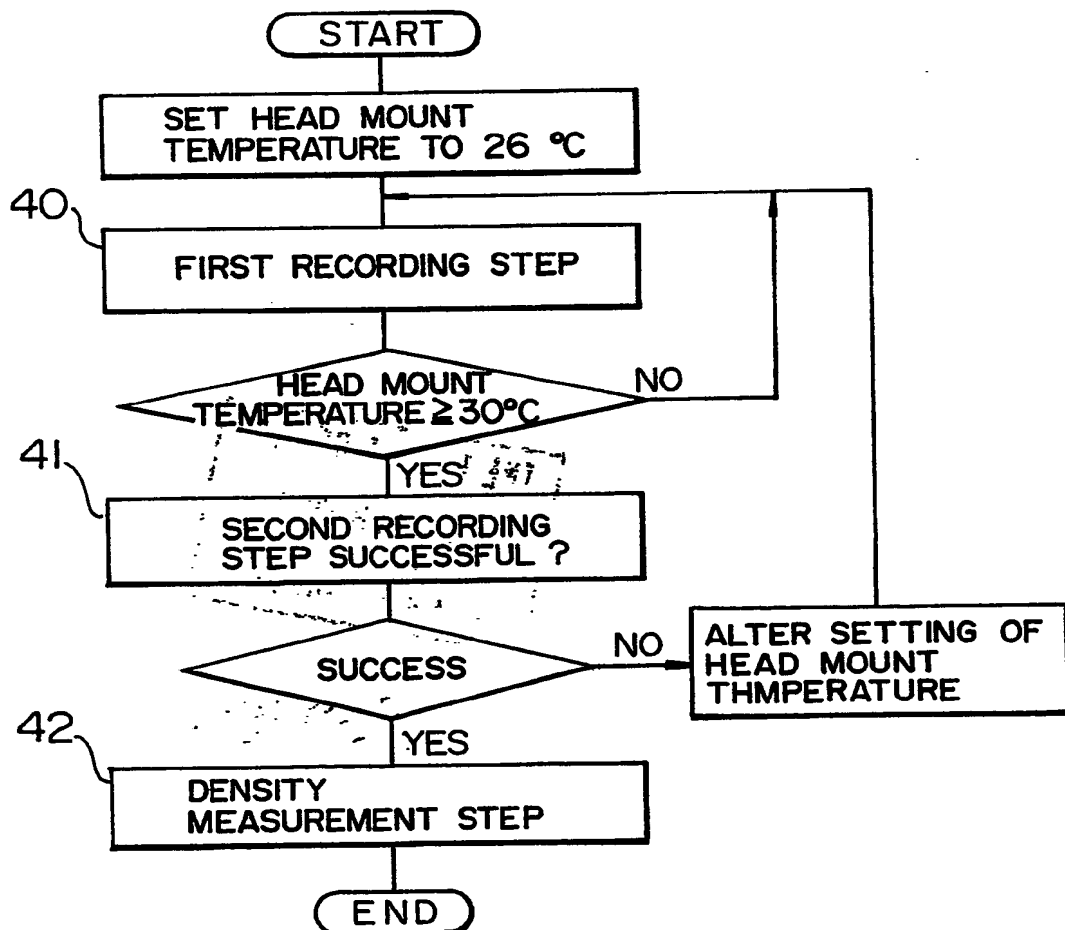 START
SET HEAD MOUNT
TEMPERATURE TO 26 °C
40
FIRST RECORDING STEP
HEAD MOUNT
TEMPERATURE ≧ 30°C
NO
YES
41
SECOND RECORDING
STEP SUCCESSFUL ?
SUCCESS
NO
ALTER SETTING OF
HEAD MOUNT
THMPERATURE
YES
42
DENSITY
MEASUREMENT STEP
END